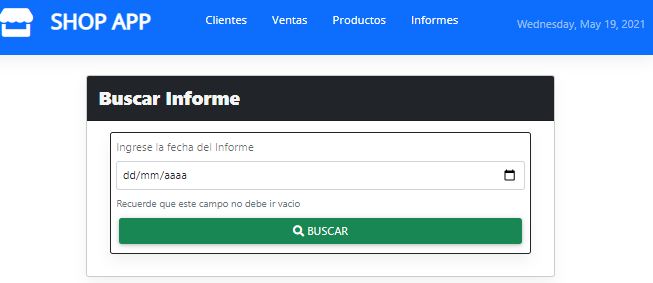 SHOP APP Clientes Ventas Productos Informes Wednesday, May 19, 2021
Buscar Informe
Ingrese la fecha del Informe
dd/mm/aaaa
Recuerde que este campo no debe ir vacio
BUSCAR